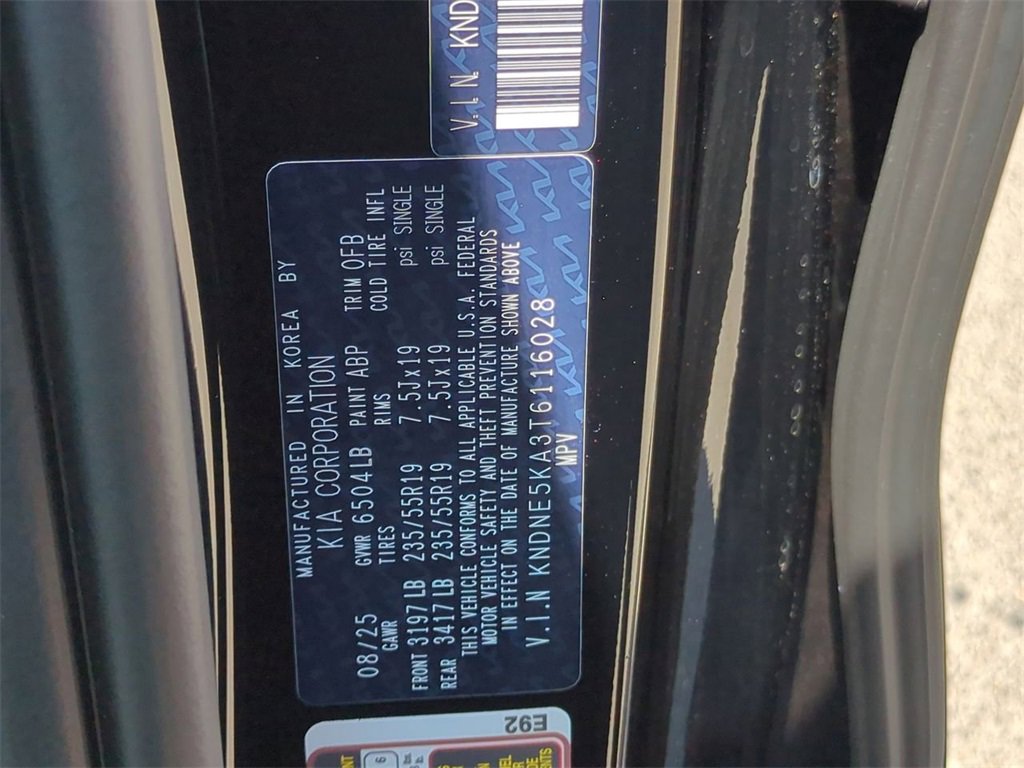 MANUFACTURED IN KOREA BY
KIA CORPORATION
08/25 GVWR 6504LB PAINT ABP TRIM OFB
GAWR TIRES RIMS COLD TIRE INFL
FRONT 3197 LB 235/55R19 7.5Jx19 psi SINGLE
REAR 3417 LB 235/55R19 7.5Jx19 psi SINGLE
THIS VEHICLE CONFORMS TO ALL APPLICABLE U.S.A. FEDERAL
MOTOR VEHICLE SAFETY AND THEFT PREVENTION STANDARDS
IN EFFECT ON THE DATE OF MANUFACTURE SHOWN ABOVE
V.I.N KNDNE5KA3T6116028
MPV
V.I.N. KND
E92